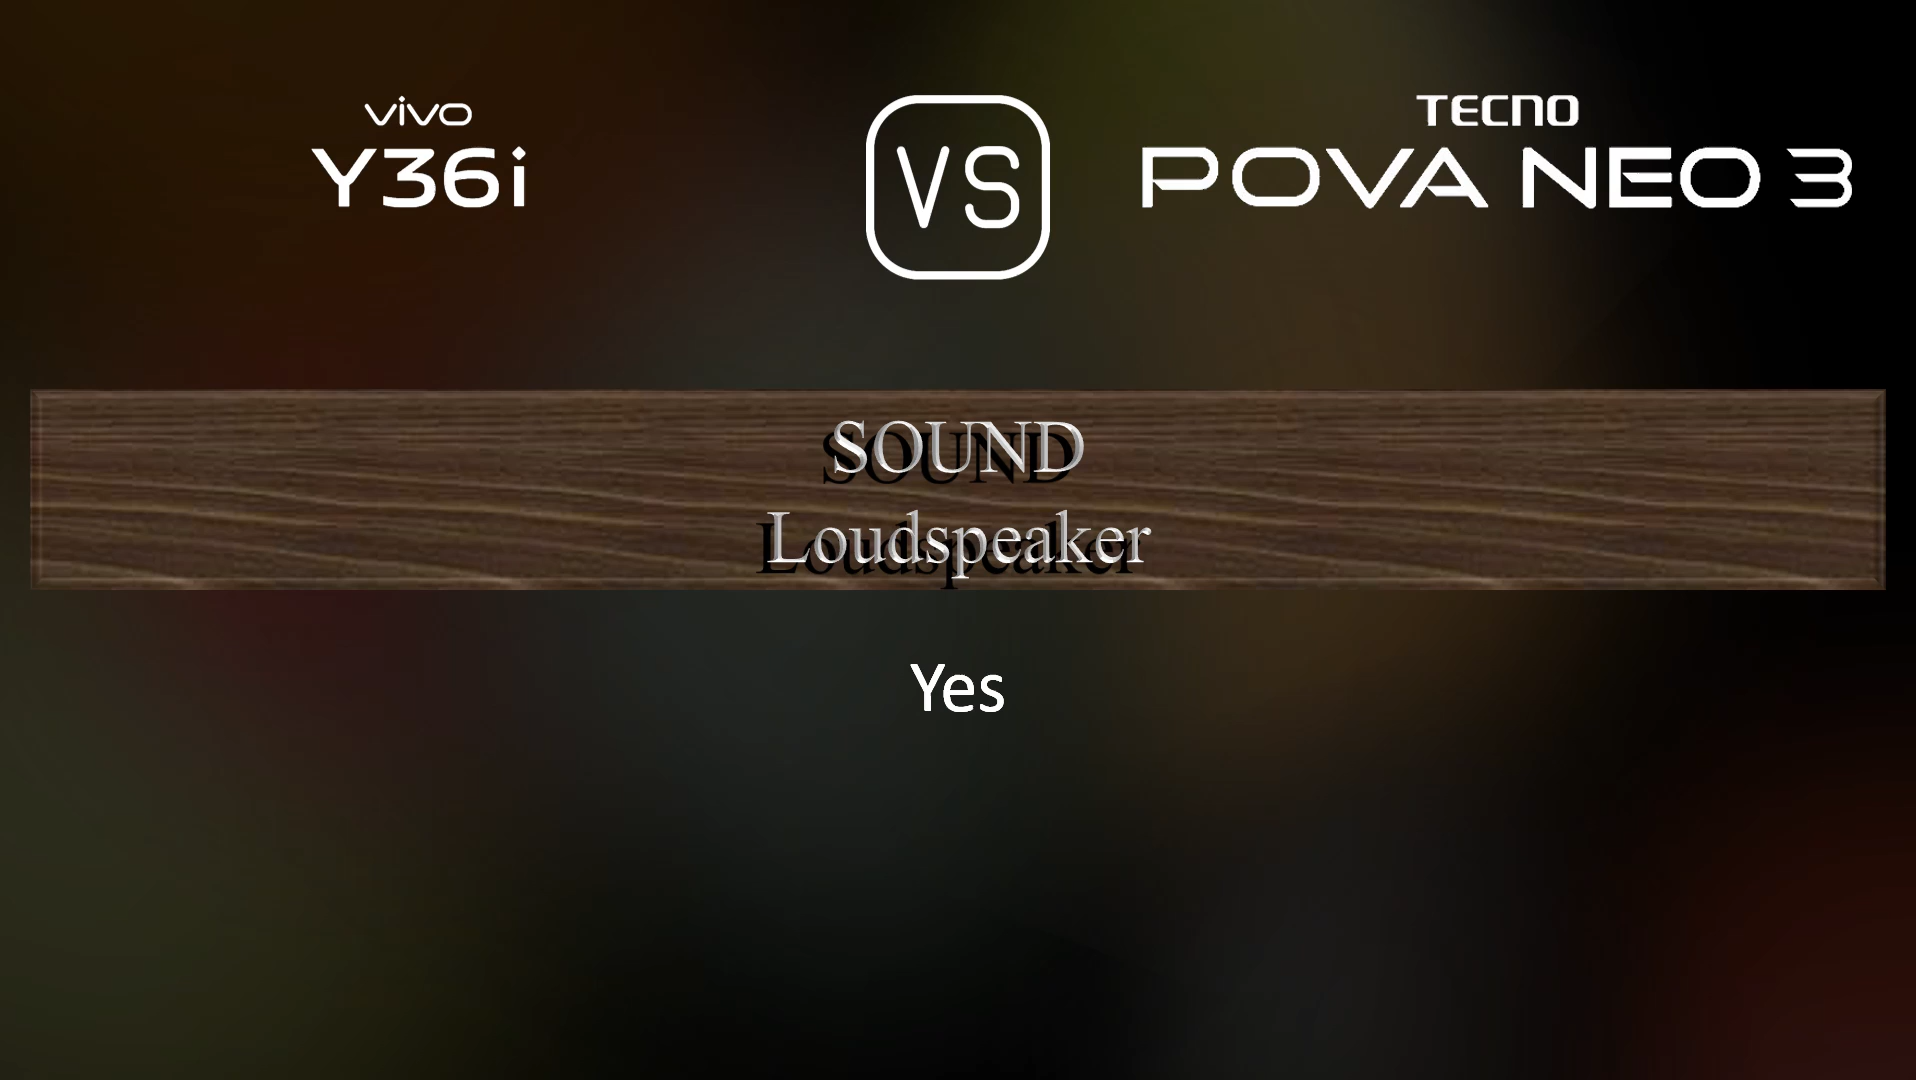 vivo
Y36i
VS
TECNO
POVA NEO 3
SOUND
Loudspeaker
Yes